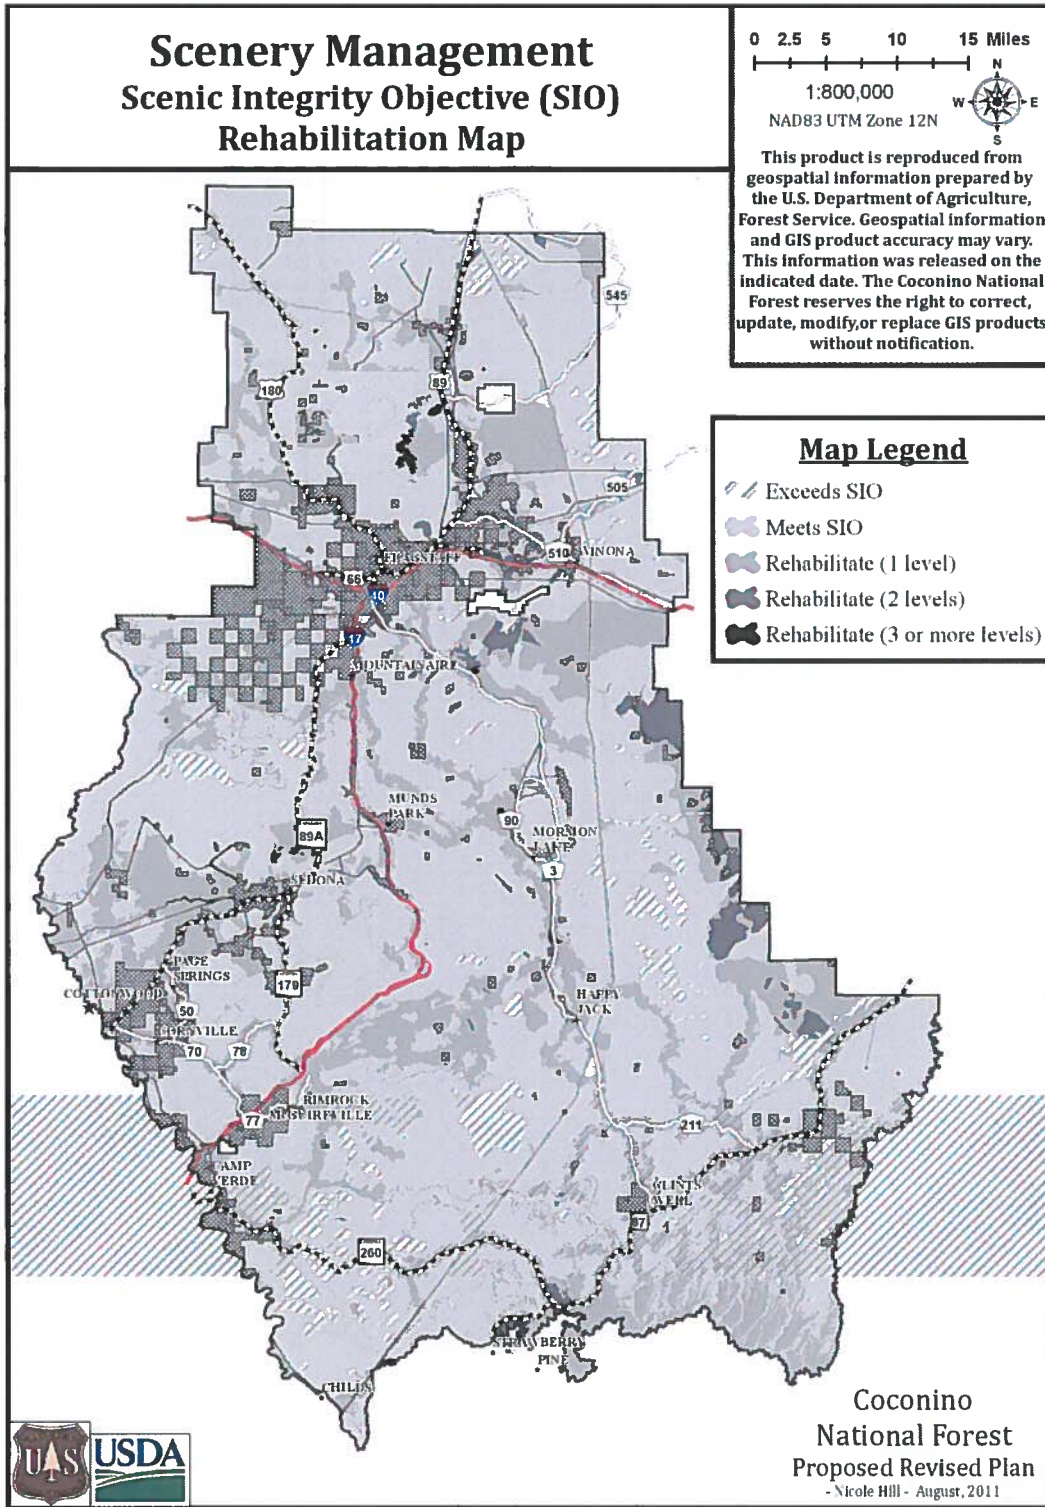 Scenery Management
Scenic Integrity Objective (SIO)
Rehabilitation Map
0 2.5 5 10 15 Miles
1:800,000
NAD83 UTM Zone 12N
N
W E
S
This product is reproduced from
geospatial information prepared by
the U.S. Department of Agriculture,
Forest Service. Geospatial information
and GIS product accuracy may vary.
This information was released on the
indicated date. The Coconino National
Forest reserves the right to correct,
update, modify,or replace GIS products
without notification.
Map Legend
Exceeds SIO
Meets SIO
Rehabilitate (1 level)
Rehabilitate (2 levels)
Rehabilitate (3 or more levels)
545
180
89
505
510
WINONA
FLAGSTAFF
66
40
17
MOUNTAINAIRE
MUNDS
PARK
90
MORMON
LAKE
89A
3
SEDONA
PAGE
SPRINGS
179
COTTONWOOD
50
HAPPY
JACK
CORNVILLE
70
78
RIMROCK
MCGUIREVILLE
77
211
CAMP
VERDE
CLINTS
WELL
87
260
STRAWBERRY
PINE
CHILDS
Coconino
National Forest
Proposed Revised Plan
- Nicole Hill - August, 2011
U S
USDA